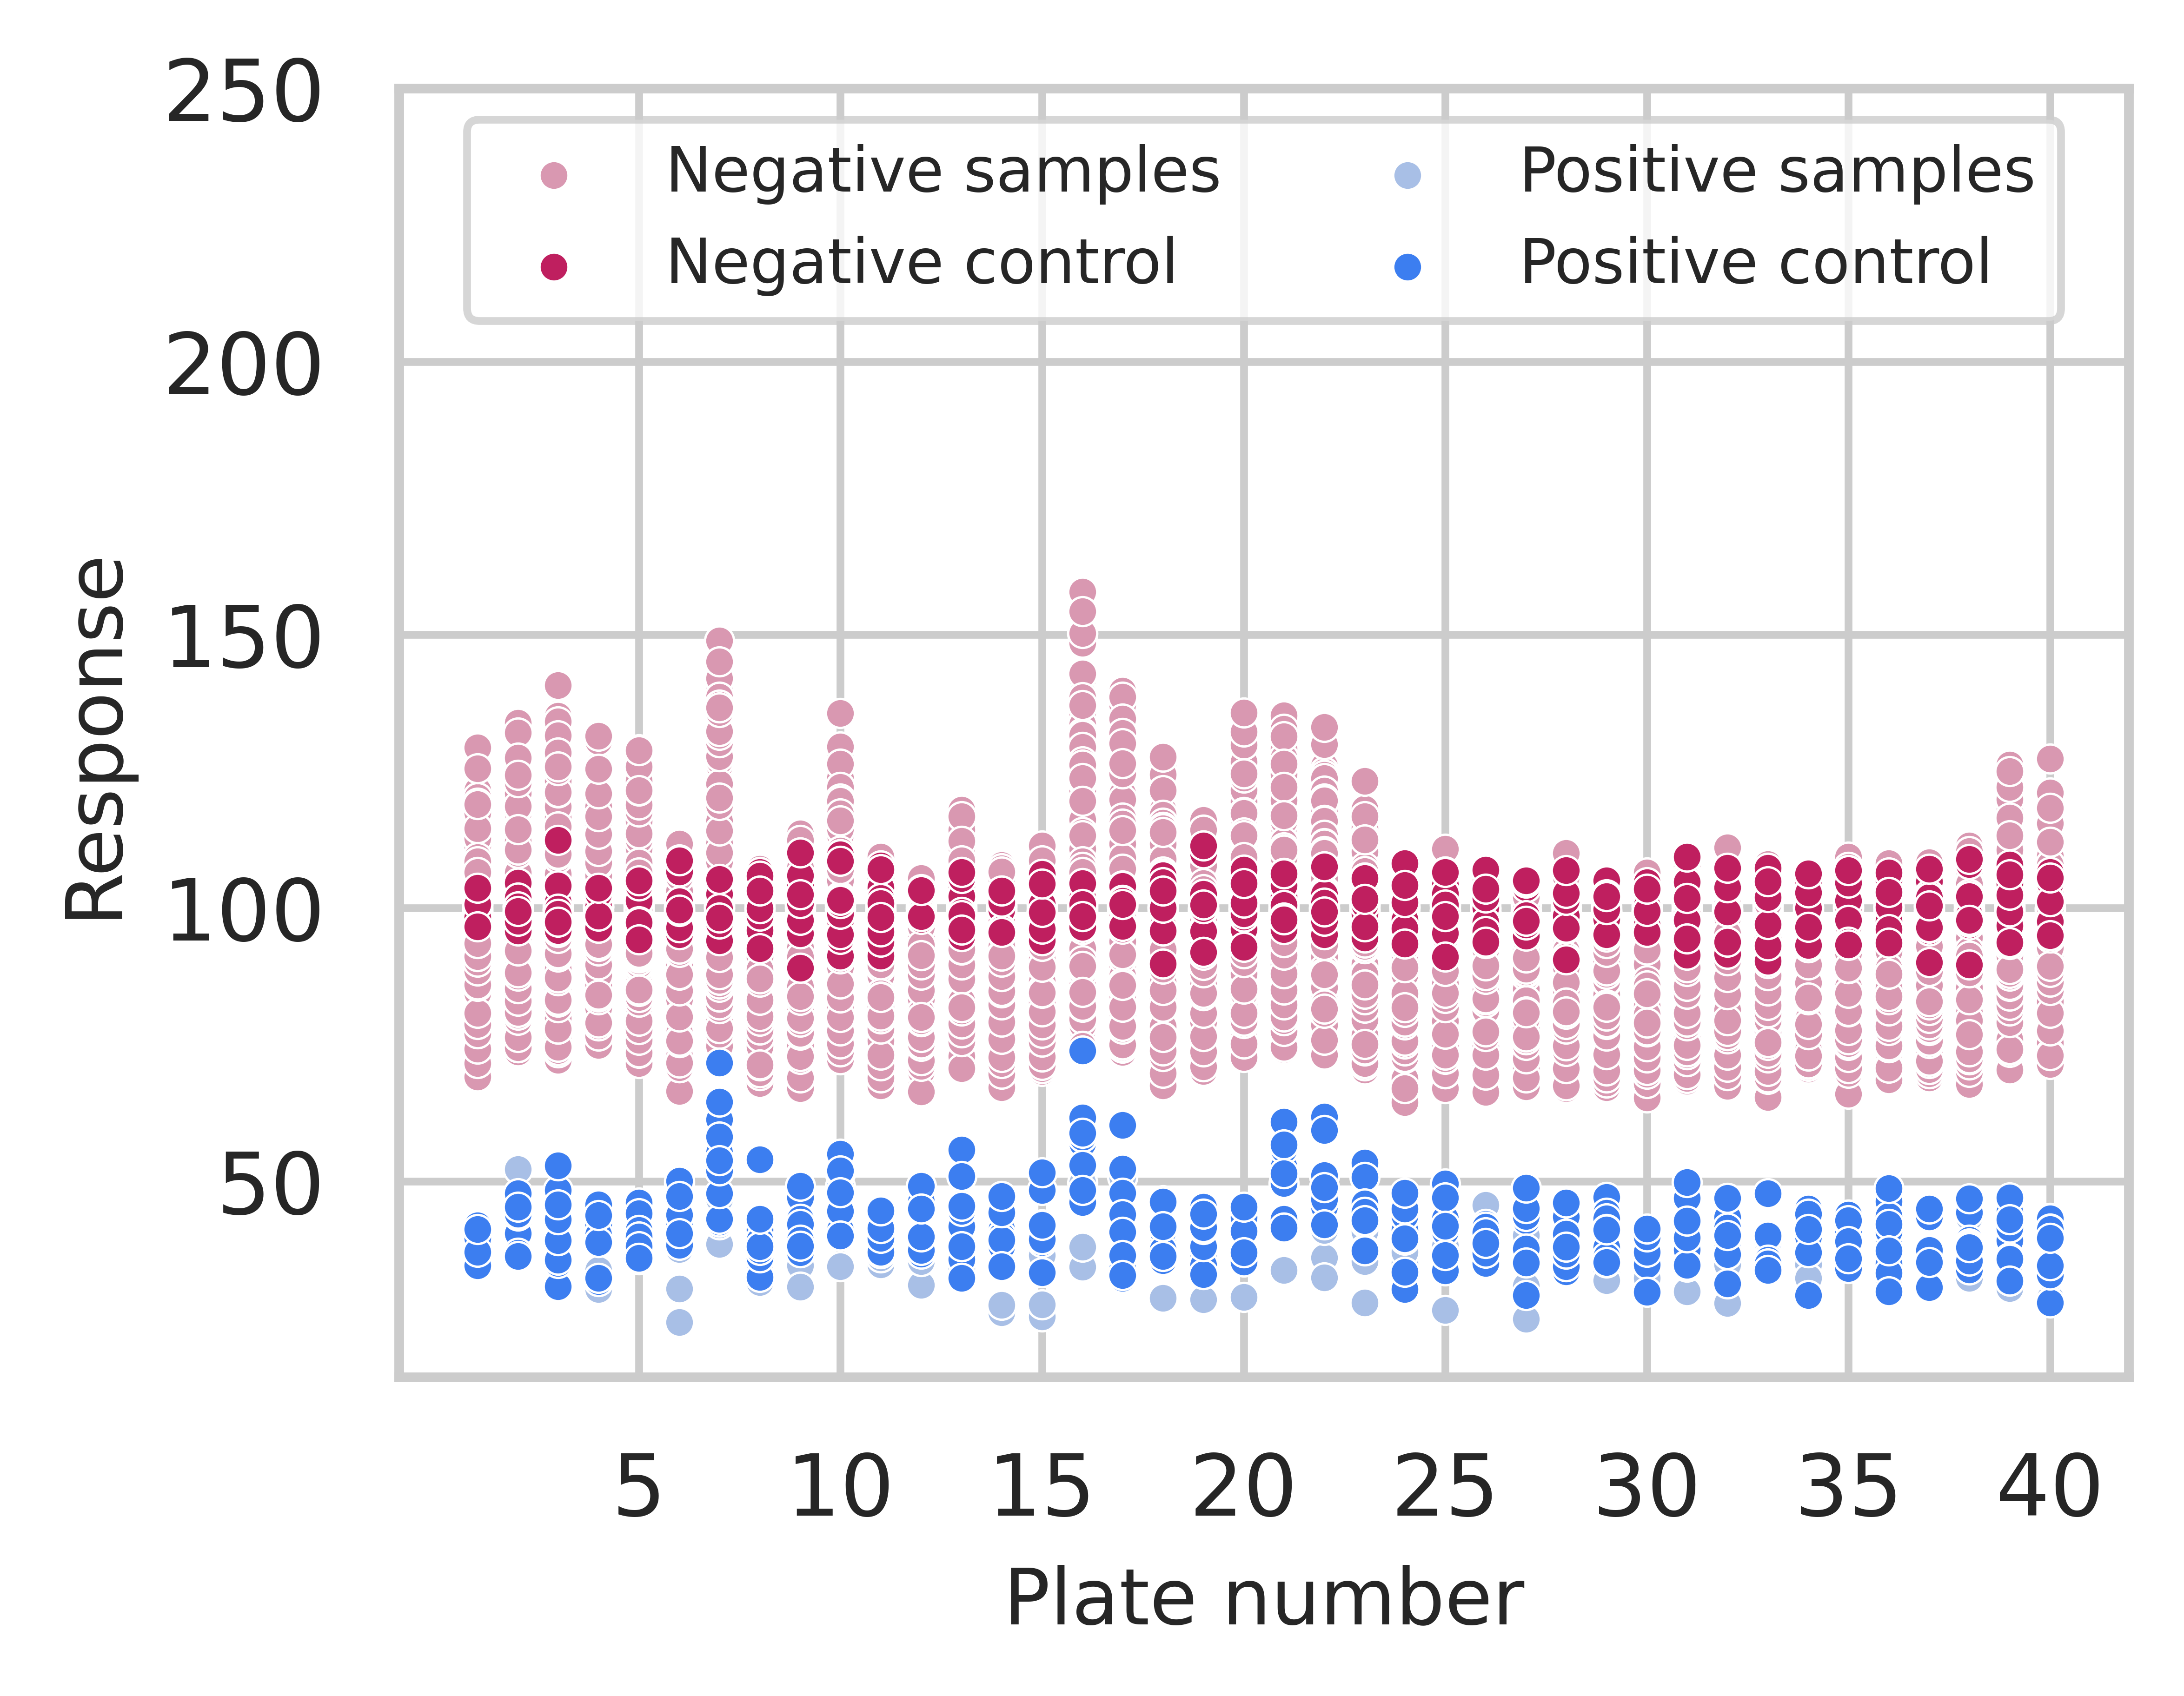 250
200
150
100
50
Response
Negative samples
Negative control
Positive samples
Positive control
5 10 15 20 25 30 35 40
Plate number